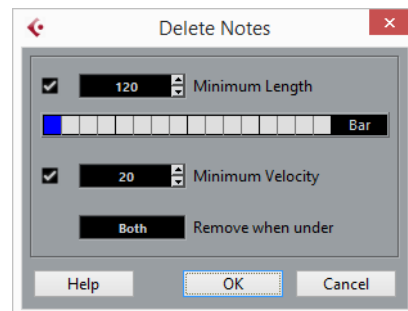 Delete Notes
120 Minimum Length
Bar
20 Minimum Velocity
Both Remove when under
Help OK Cancel